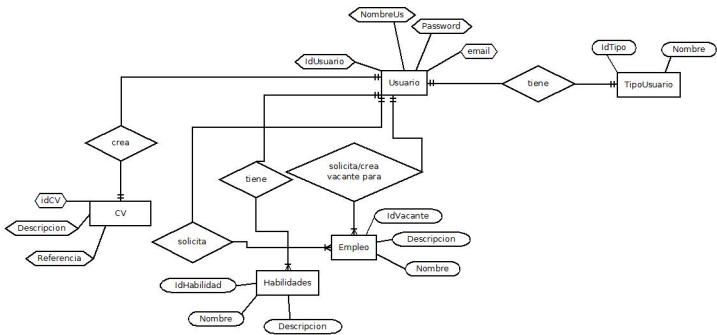 NombreUs
Password
email
IdUsuario
Usuario
tiene
IdTipo
Nombre
TipoUsuario
crea
tiene
solicita/crea
vacante para
idCV
CV
Descripcion
Referencia
solicita
IdVacante
Descripcion
Empleo
Nombre
IdHabilidad
Habilidades
Nombre
Descripcion